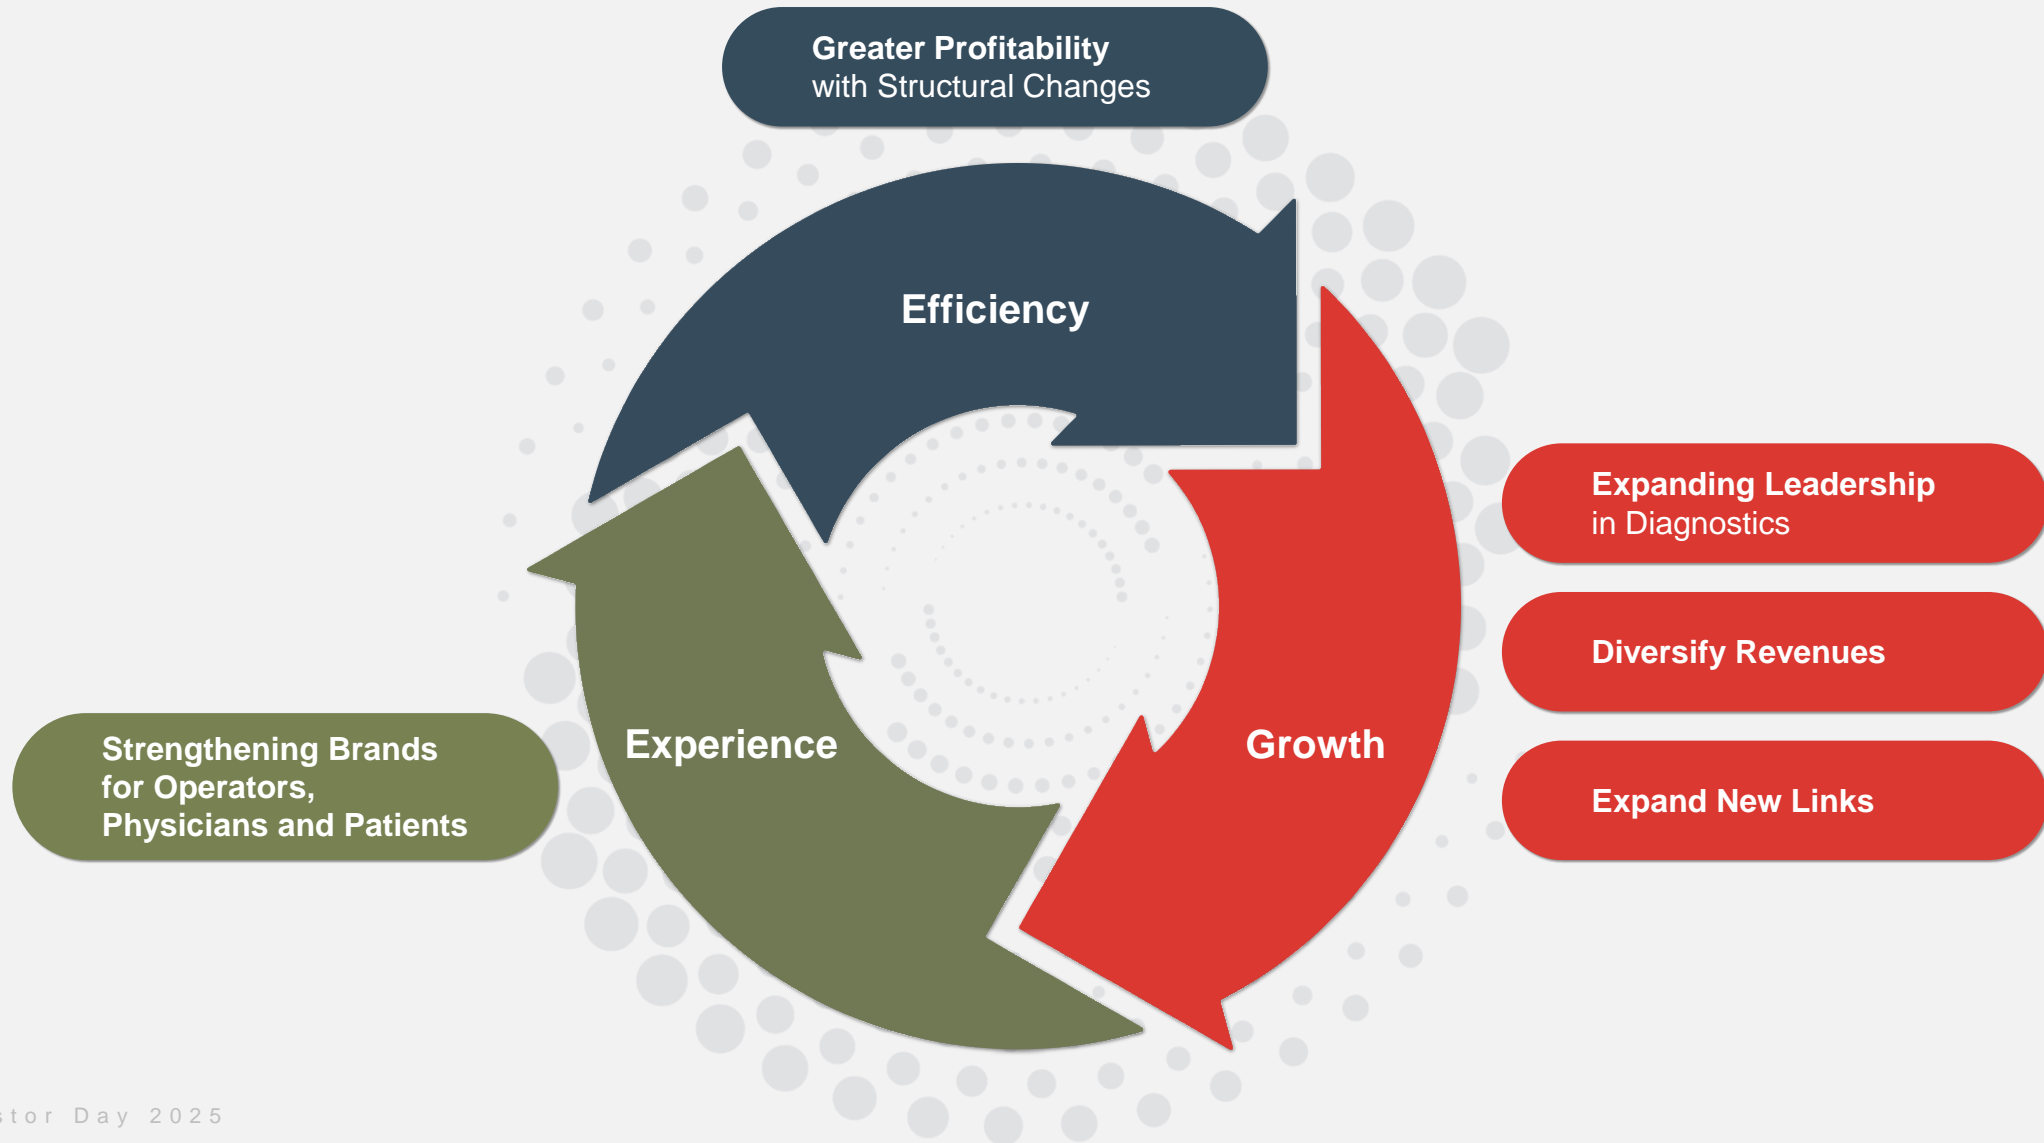 Greater Profitability
with Structural Changes
Efficiency
Expanding Leadership
in Diagnostics
Diversify Revenues
Experience
Growth
Strengthening Brands
for Operators,
Physicians and Patients
Expand New Links
Day 2025